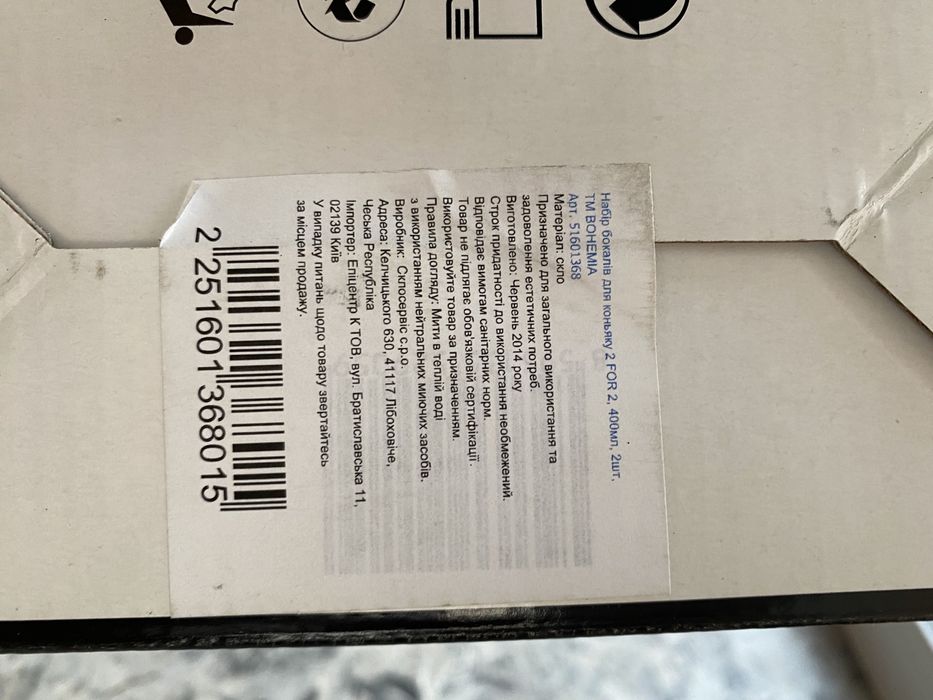 Набір бокалів для коньяку 2 FOR 2, 400мл, 2шт,
ТМ BOHEMIA
Арт. 51601368
Матеріал: скло
Призначено для загального використання та
задоволення естетичних потреб.
Виготовлено: Червень 2014 року
Строк придатності до використання необмежений.
Відповідає вимогам санітарних норм.
Товар не підлягає обов'язковій сертифікації.
Використовуйте товар за призначенням.
Правила догляду: Мити в теплій воді
з використанням нейтральних миючих засобів.
Виробник: Склосервіс с.р.о.
Адреса: Келчицького 630, 41117 Лібоховіче,
Чеська Республіка
Імпортер: Епіцентр К ТОВ, вул. Братиславська 11,
02139 Київ
У випадку питань щодо товару звертайтесь
за місцем продажу.
2 251601 368015